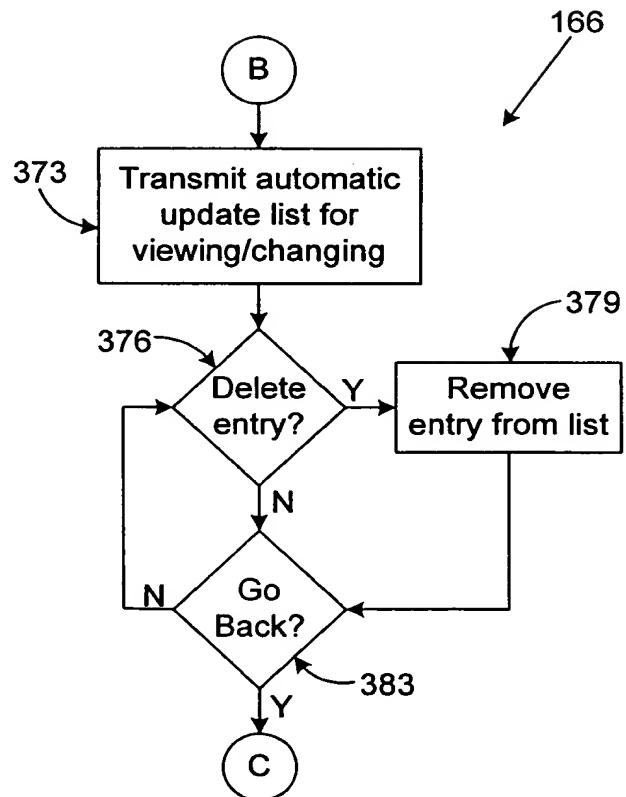 166
B
373
Transmit automatic
update list for
viewing/changing
379
376
Delete
entry?
Y
Remove
entry from list
N
N
Go
Back?
383
Y
C